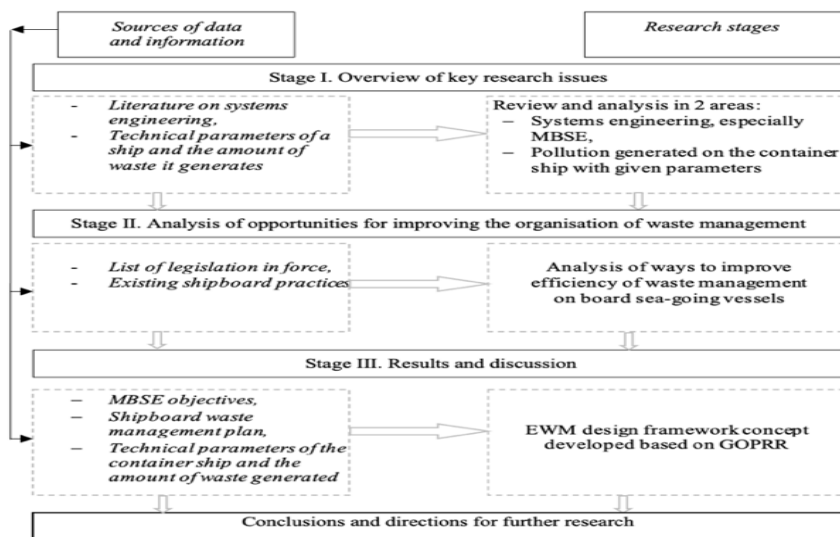 Sources of data
and information
Research stages
Stage I. Overview of key research issues
- Literature on systems
engineering,
- Technical parameters of a
ship and the amount of
waste it generates
Review and analysis in 2 areas:
– Systems engineering, especially
MBSE,
– Pollution generated on the container
ship with given parameters
Stage II. Analysis of opportunities for improving the organisation of waste management
- List of legislation in force,
- Existing shipboard practices
Analysis of ways to improve
efficiency of waste management
on board sea-going vessels
Stage III. Results and discussion
– MBSE objectives,
– Shipboard waste
management plan,
– Technical parameters of the
container ship and the
amount of waste generated
EWM design framework concept
developed based on GOPRR
Conclusions and directions for further research